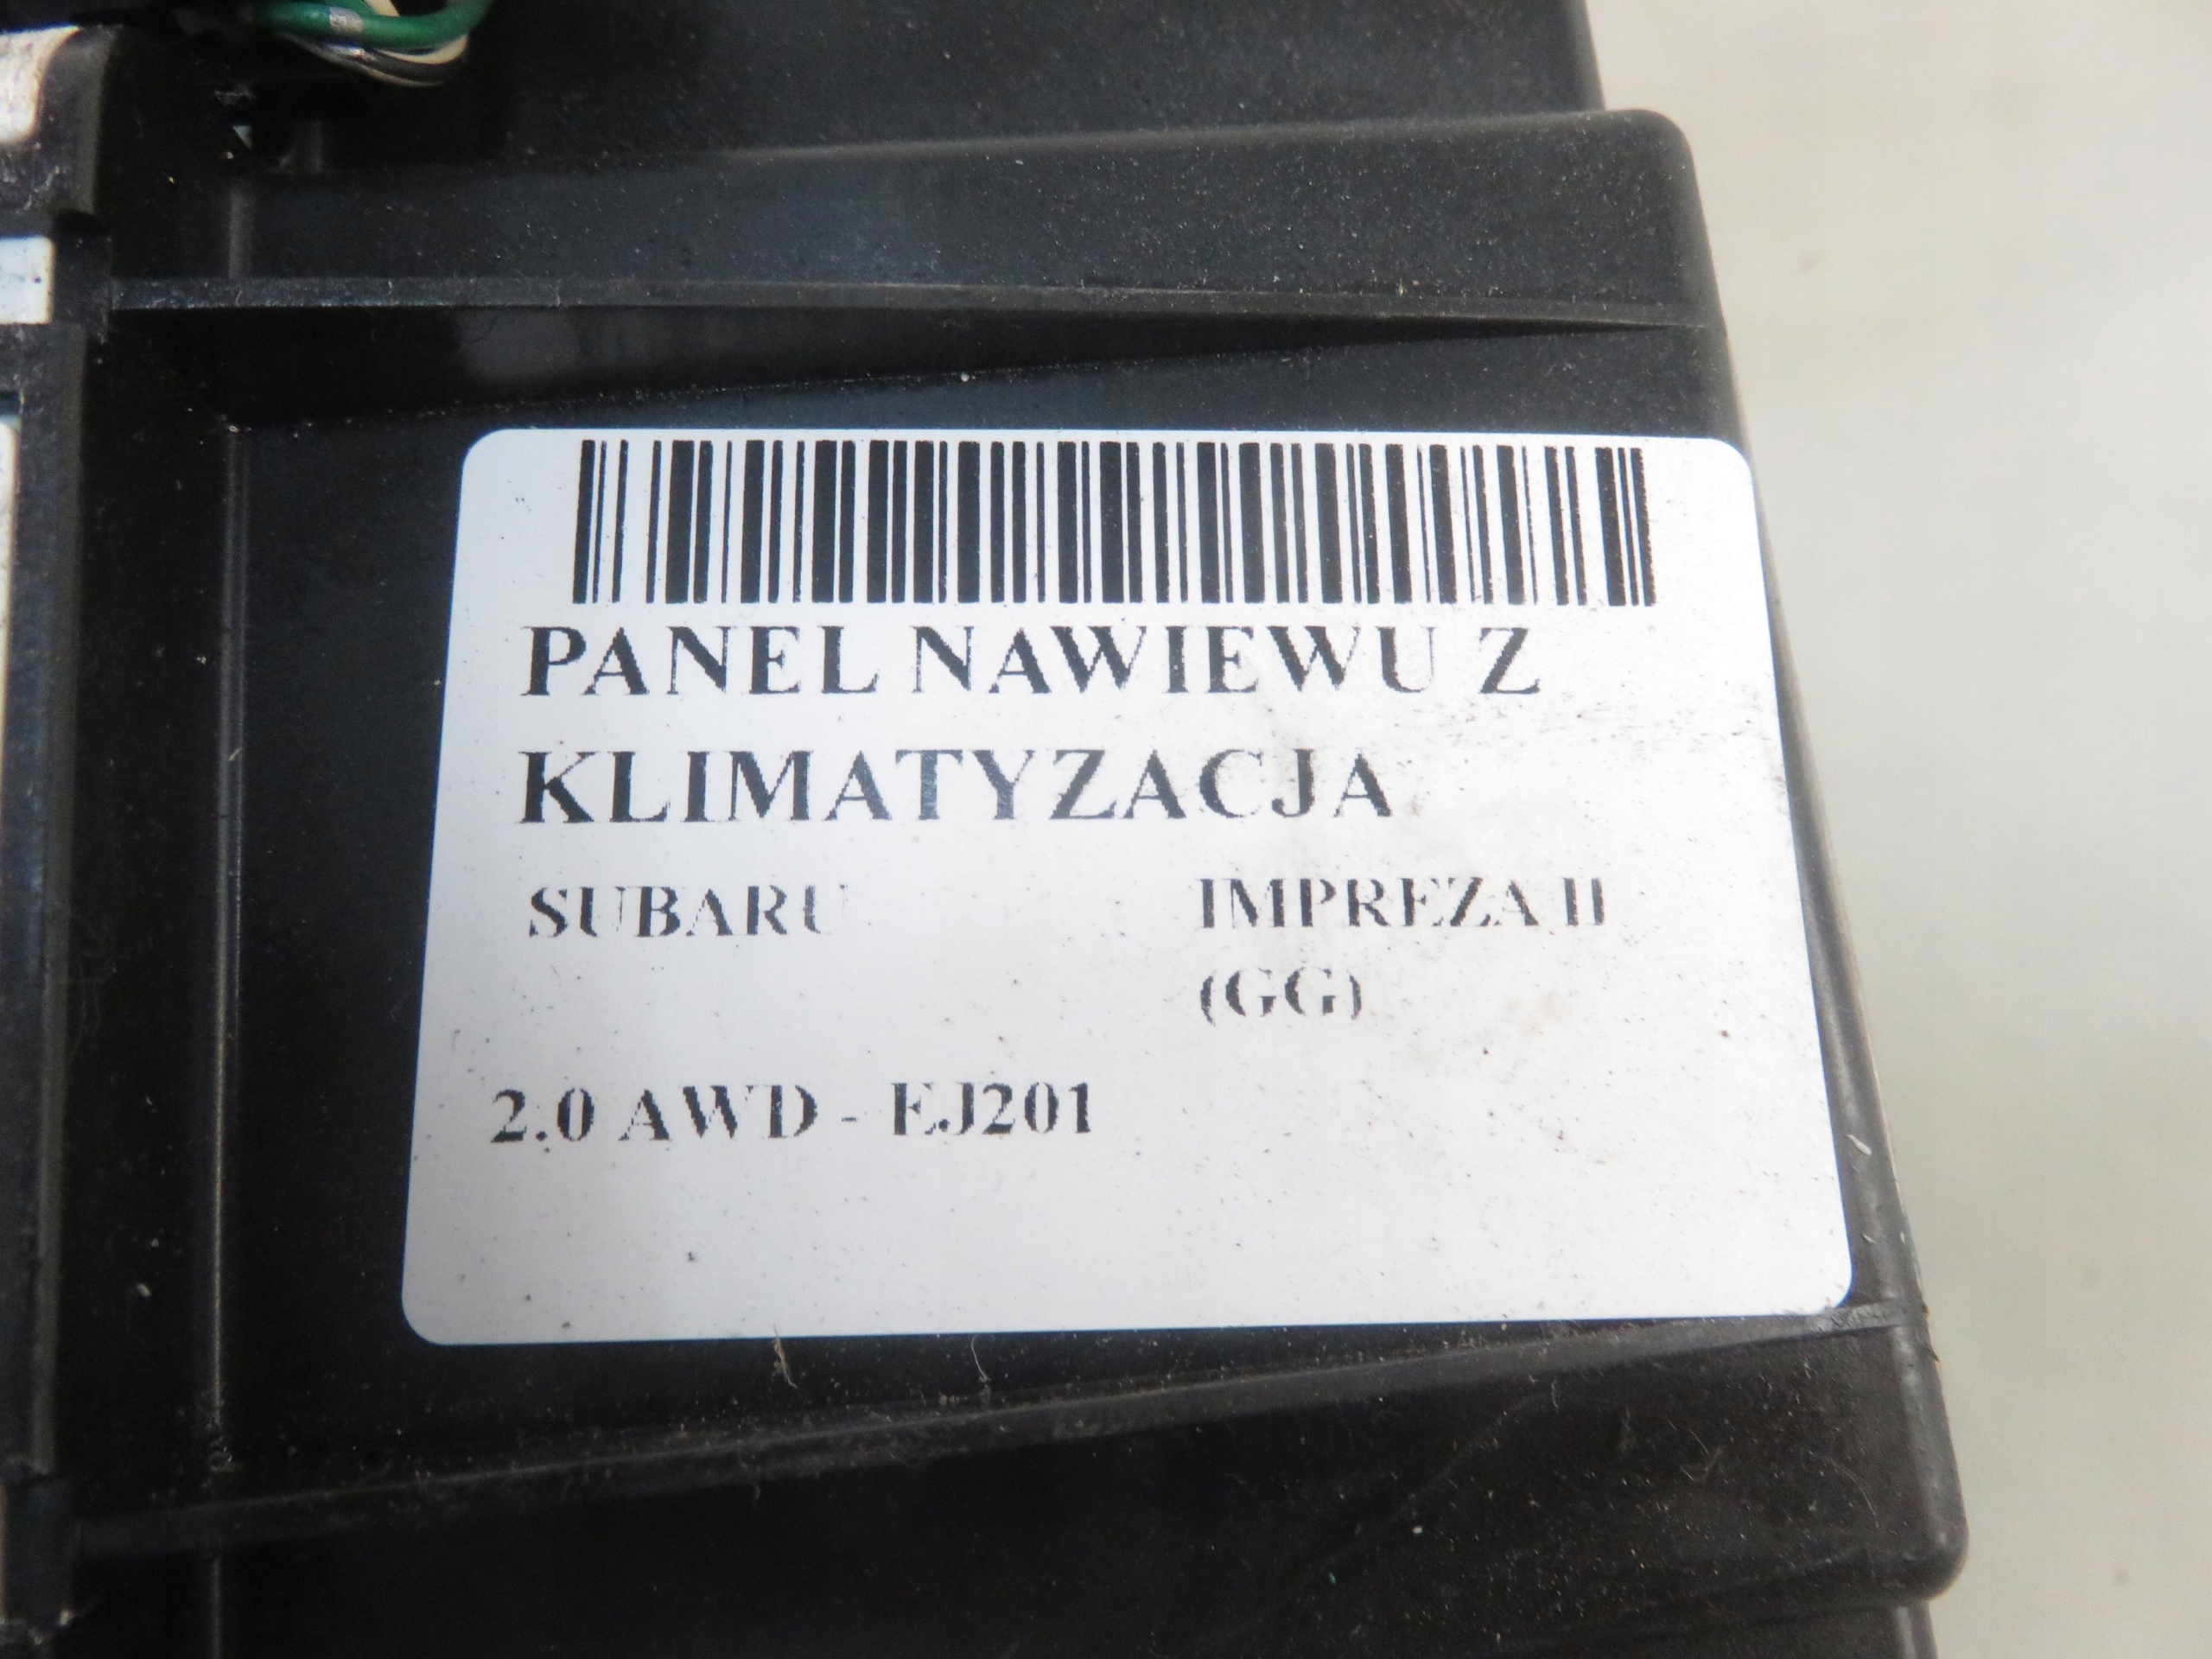 PANEL NAWIEWU Z
KLIMATYZACJA
SUBARU IMPREZA II
(GG)
2.0 AWD - EJ201